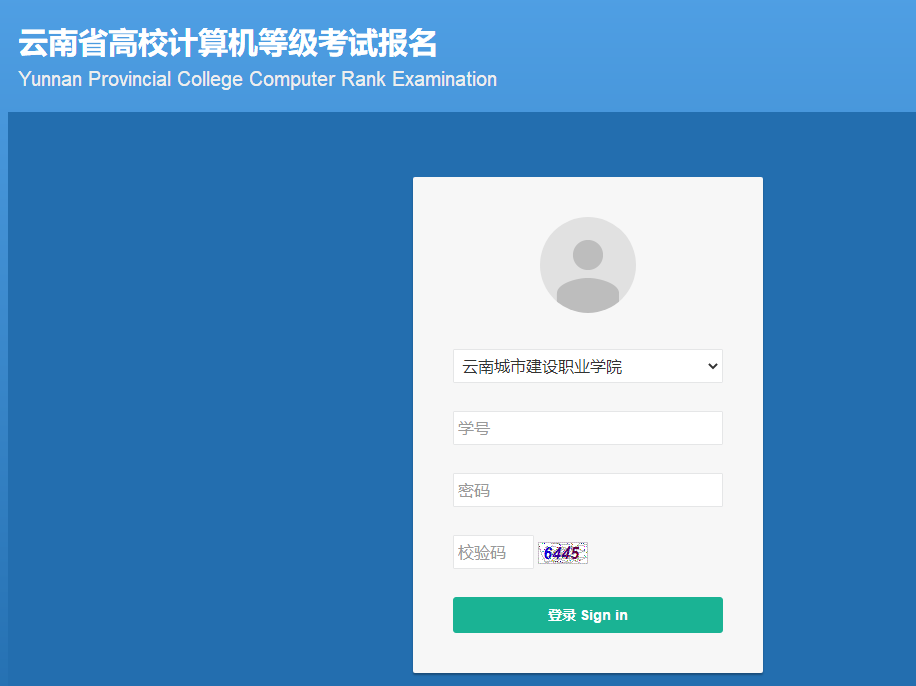 云南省高校计算机等级考试报名
Yunnan Provincial College Computer Rank Examination
云南城市建设职业学院
学号
密码
校验码 6445
登录 Sign in